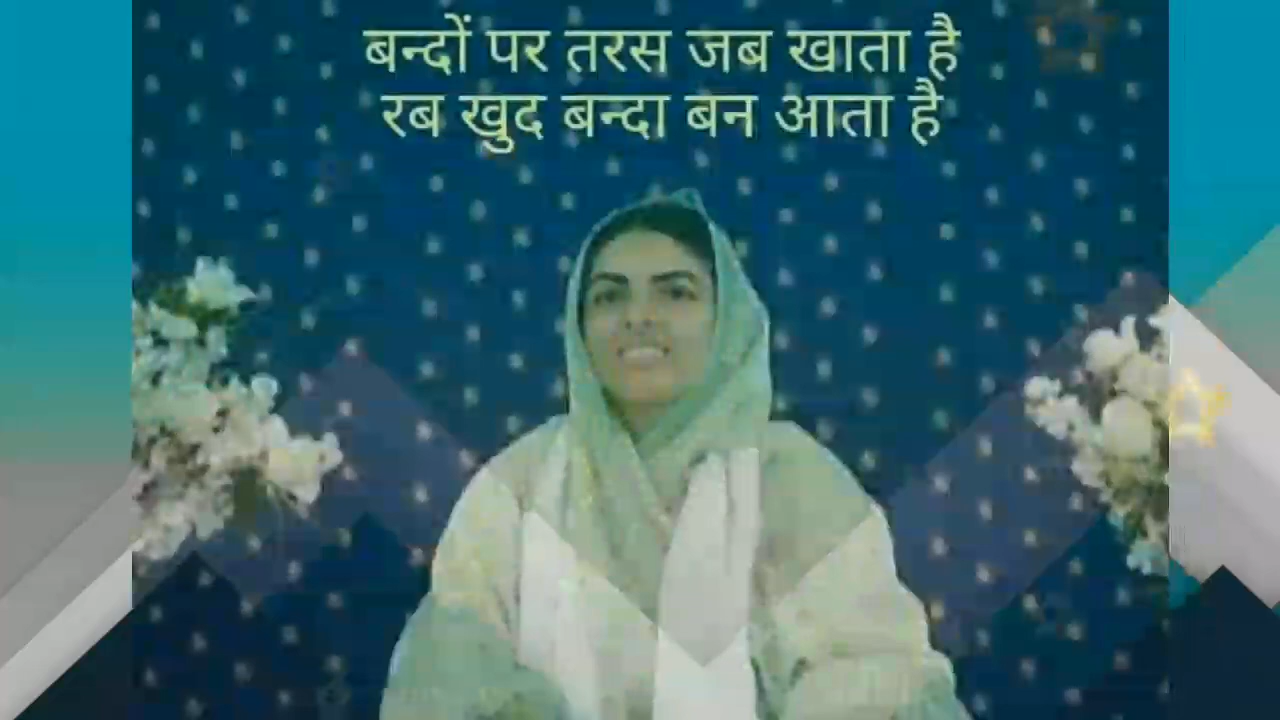 बन्दों पर तरस जब खाता है
रब खुद बन्दा बन आता है